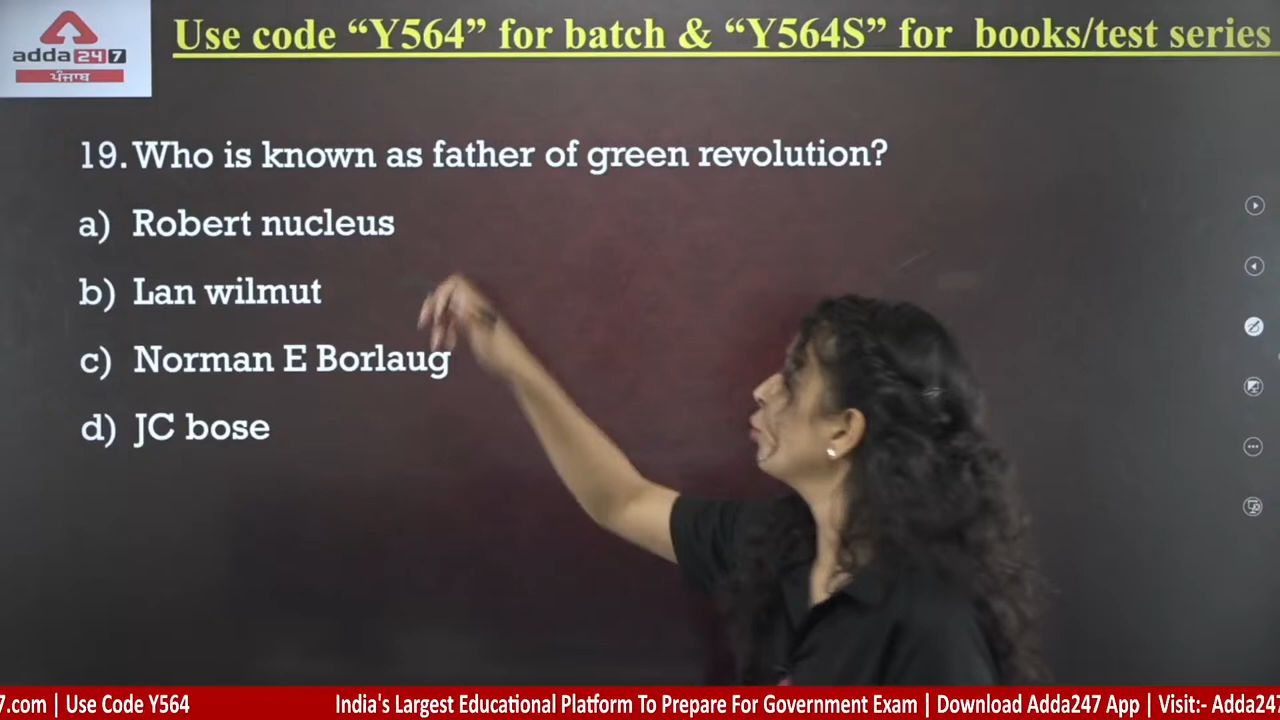 adda247
ਪੰਜਾਬ
Use code “Y564” for batch & “Y564S” for books/test series
19. Who is known as father of green revolution?
a) Robert nucleus
b) Lan wilmut
c) Norman E Borlaug
d) JC bose
7.com | Use Code Y564 India's Largest Educational Platform To Prepare For Government Exam | Download Adda247 App | Visit:- Adda247